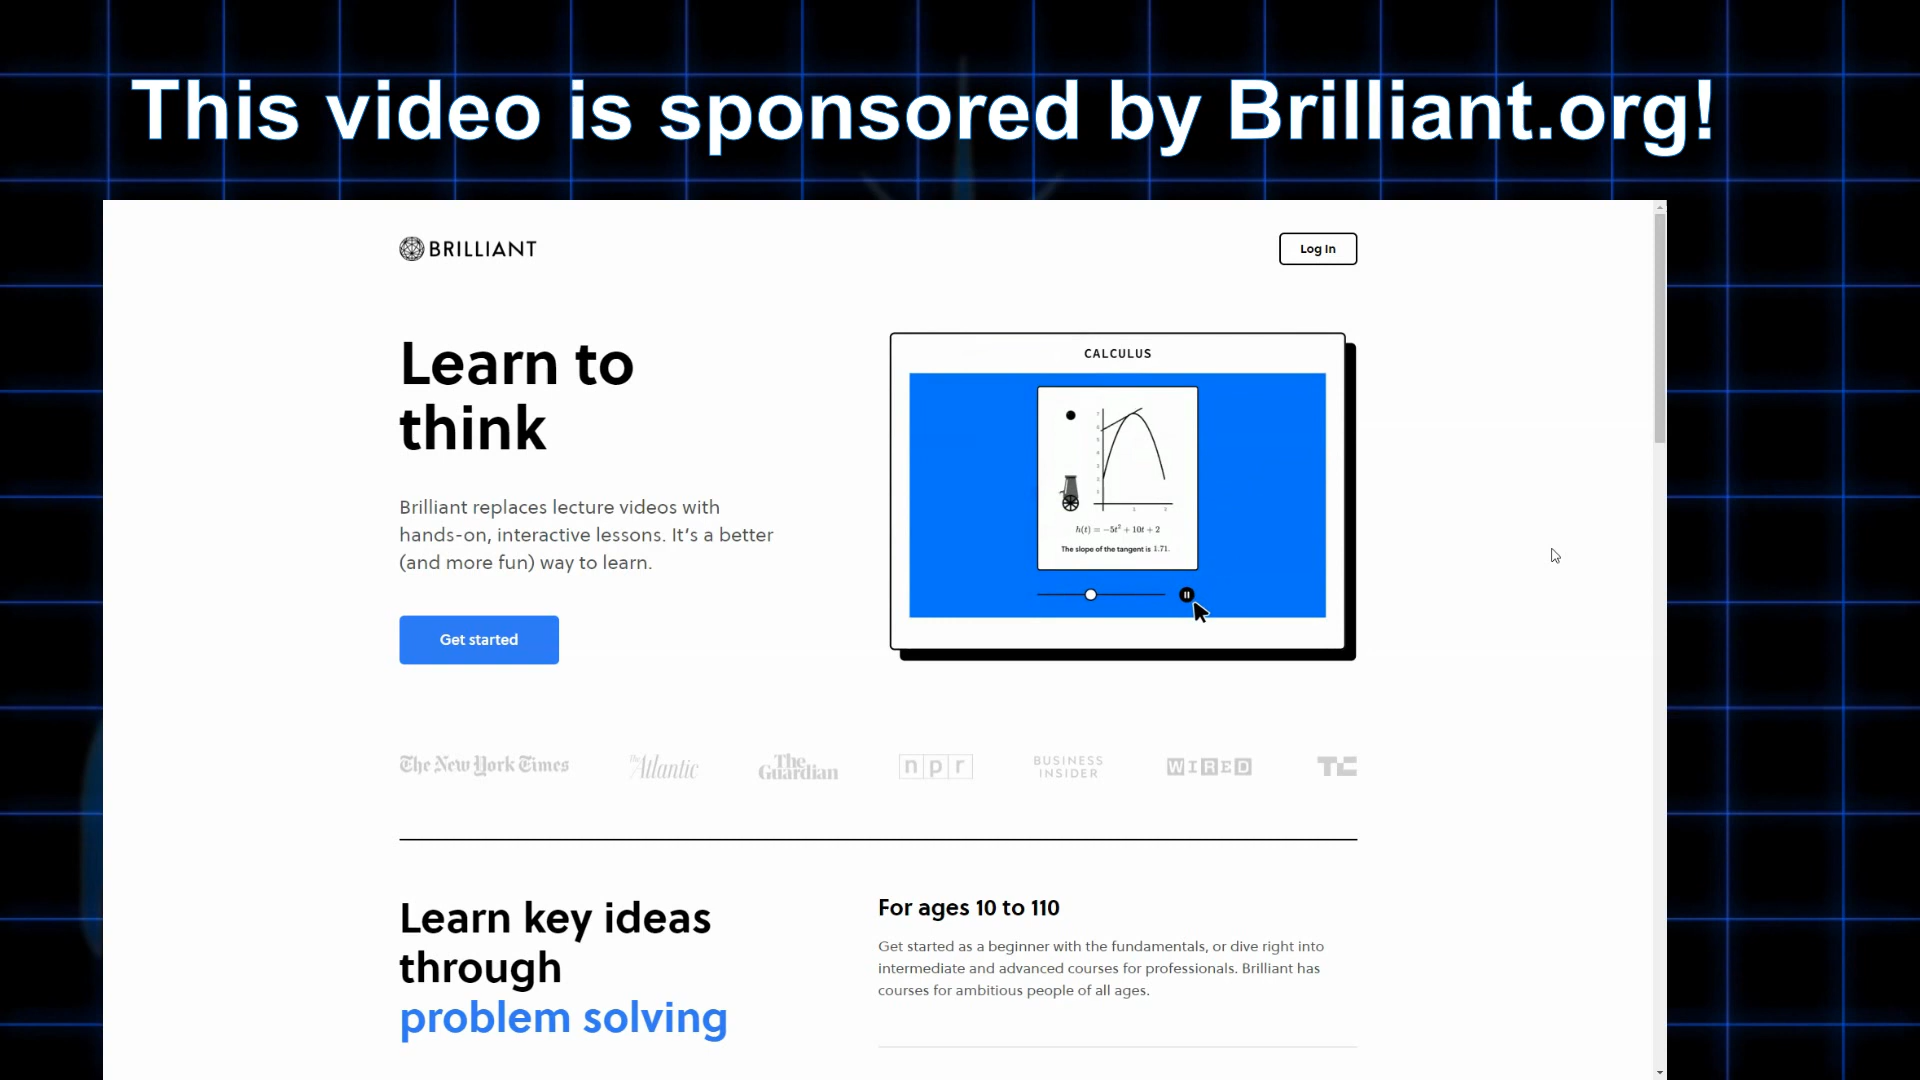 This video is sponsored by Brilliant.org!
BRILLIANT
Log In
Learn to
think
Brilliant replaces lecture videos with
hands-on, interactive lessons. It's a better
(and more fun) way to learn.
Get started
CALCULUS
h(t) = −5t² + 10t + 2
The slope of the tangent is 1.71.
The New York Times
The Atlantic
The Guardian
npr
BUSINESS
INSIDER
WIRED
TC
Learn key ideas
through
problem solving
For ages 10 to 110
Get started as a beginner with the fundamentals, or dive right into
intermediate and advanced courses for professionals. Brilliant has
courses for ambitious people of all ages.